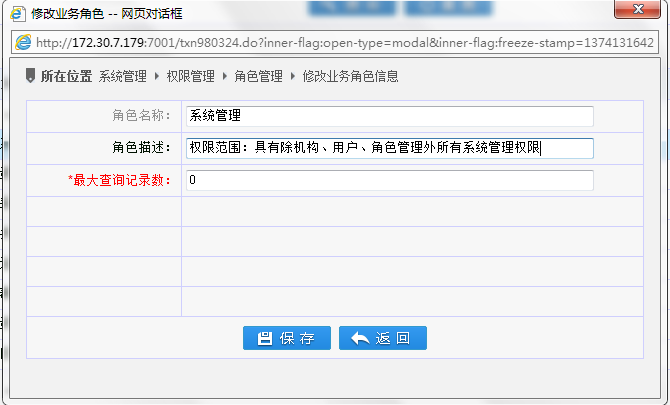 修改业务角色 -- 网页对话框
http://172.30.7.179:7001/txn980324.do?inner-flag:open-type=modal&inner-flag:freeze-stamp=1374131642
所在位置 系统管理 权限管理 角色管理 修改业务角色信息
角色名称： 系统管理
角色描述： 权限范围：具有除机构、用户、角色管理外所有系统管理权限
*最大查询记录数： 0
保存 返回